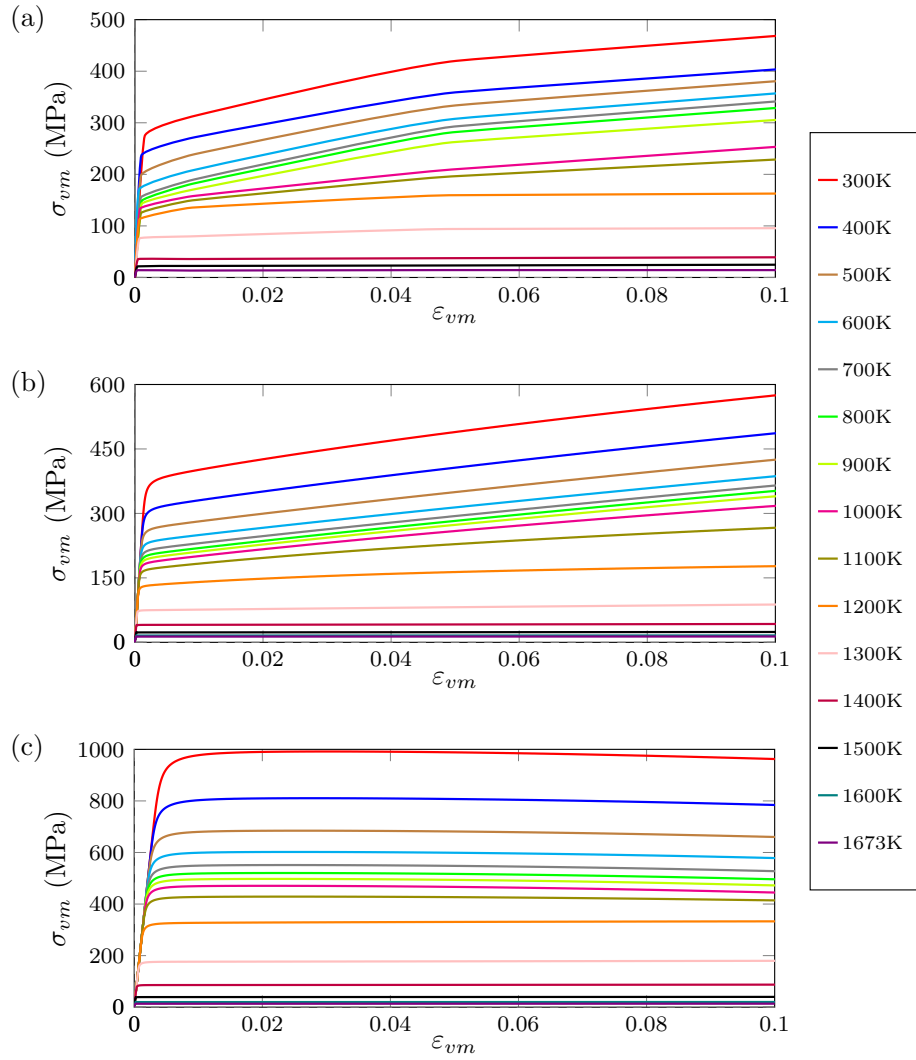 (a)
500
400
300
200
100
0
σvm (MPa)
0 0.02 0.04 0.06 0.08 0.1
εvm
(b)
600
450
300
150
0
σvm (MPa)
0 0.02 0.04 0.06 0.08 0.1
εvm
(c)
1000
800
600
400
200
0
σvm (MPa)
0 0.02 0.04 0.06 0.08 0.1
εvm
300K
400K
500K
600K
700K
800K
900K
1000K
1100K
1200K
1300K
1400K
1500K
1600K
1673K